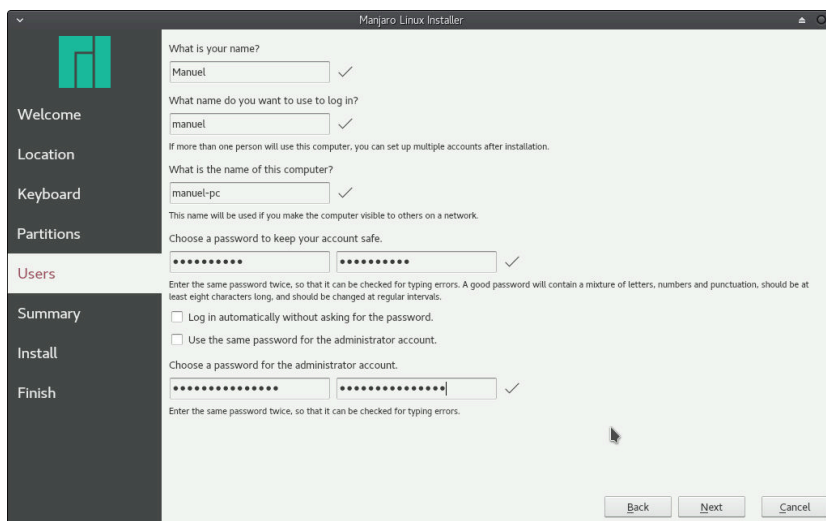 Manjaro Linux Installer
Welcome
Location
Keyboard
Partitions
Users
Summary
Install
Finish
What is your name?
Manuel
What name do you want to use to log in?
manuel
If more than one person will use this computer, you can set up multiple accounts after installation.
What is the name of this computer?
manuel-pc
This name will be used if you make the computer visible to others on a network.
Choose a password to keep your account safe.
●●●●●●●●●● ●●●●●●●●●●
Enter the same password twice, so that it can be checked for typing errors. A good password will contain a mixture of letters, numbers and punctuation, should be at
least eight characters long, and should be changed at regular intervals.
Log in automatically without asking for the password.
Use the same password for the administrator account.
Choose a password for the administrator account.
●●●●●●●●●●●●●●● ●●●●●●●●●●●●●●●
Enter the same password twice, so that it can be checked for typing errors.
Back Next Cancel